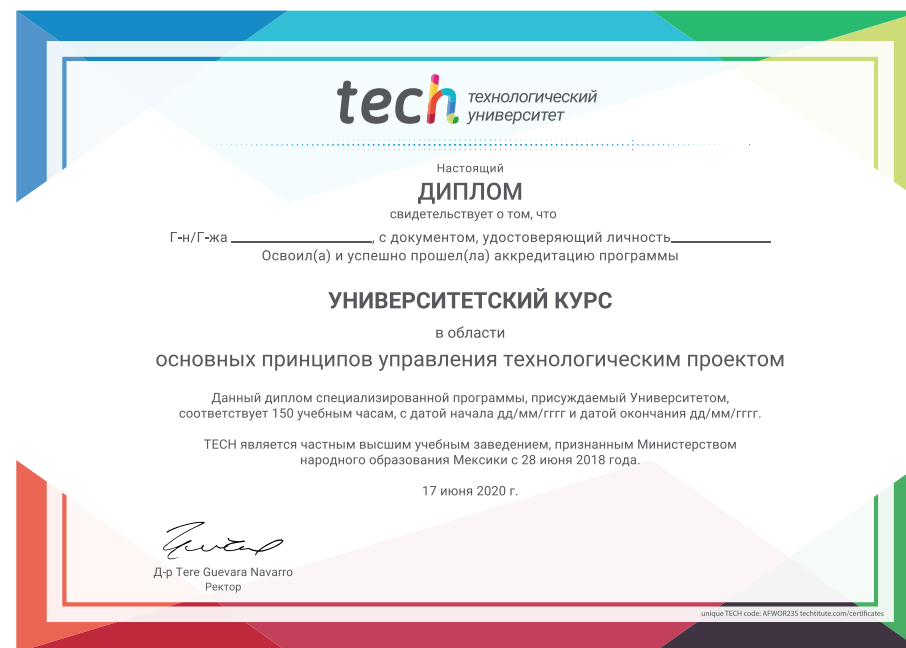 tech технологический
университет
Настоящий
ДИПЛОМ
свидетельствует о том, что
Г-н/Г-жа ____________________, с документом, удостоверяющий личность______________
Освоил(а) и успешно прошел(ла) аккредитацию программы
УНИВЕРСИТЕТСКИЙ КУРС
в области
основных принципов управления технологическим проектом
Данный диплом специализированной программы, присуждаемый Университетом,
соответствует 150 учебным часам, с датой начала дд/мм/гггг и датой окончания дд/мм/гггг.
TECH является частным высшим учебным заведением, признанным Министерством
народного образования Мексики с 28 июня 2018 года.
17 июня 2020 г.
Д-р Tere Guevara Navarro
Ректор
unique TECH code: AFWOR23S techtitute.com/certificates